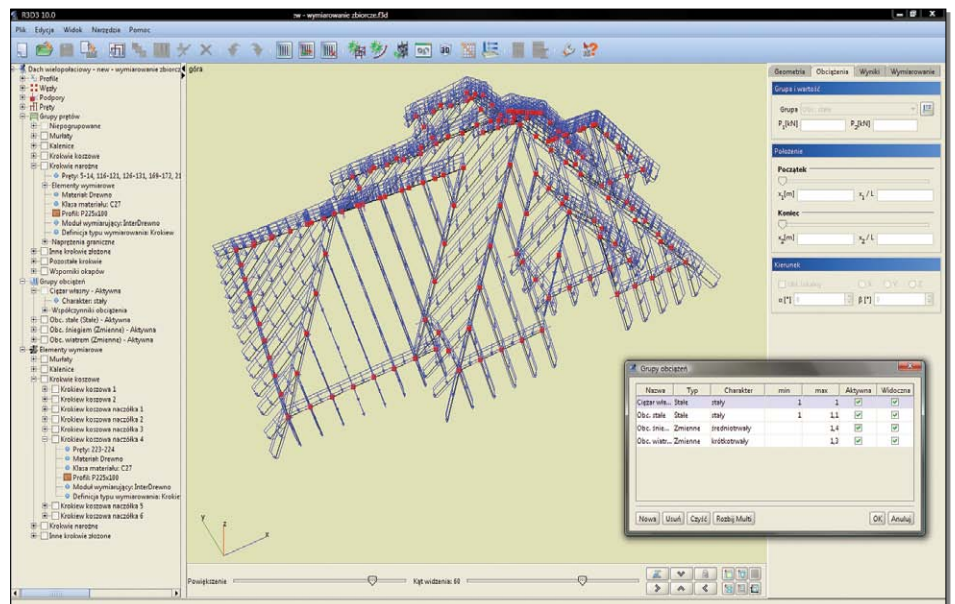 R3D3 10.0
ew - wymiarowanie zbiorcze.f3d
Plik Edycja Widok Narzędzia Pomoc
Dach wielopołaciowy - new - wymiarowanie zbiorcz
Profile
Węzły
Podpory
Pręty
Grupy prętów
Niepogrupowane
Murłaty
Kalenice
Krokwie koszowe
Krokwie narożne
Pręty: 5-14, 116-121, 126-131, 169-172, 21
Elementy wymiarowe
Materiał: Drewno
Klasa materiału: C27
Profil: P225x100
Moduł wymiarujący: InterDrewno
Definicja typu wymiarowania: Krokiew
Naprężenia graniczne
Inne krokwie złożone
Pozostałe krokwie
Wsporniki okapów
Grupy obciążeń
Ciężar własny - Aktywna
Charakter: stały
Współczynniki obciążenia
Obc. stałe (Stałe) - Aktywna
Obc. śniegiem (Zmienne) - Aktywna
Obc. wiatrem (Zmienne) - Aktywna
Elementy wymiarowe
Murłaty
Kalenice
Krokwie koszowe
Krokiew koszowa 1
Krokiew koszowa 2
Krokiew koszowa naczółka 1
Krokiew koszowa naczółka 2
Krokiew koszowa naczółka 3
Krokiew koszowa naczółka 4
Pręty: 223-224
Materiał: Drewno
Klasa materiału: C27
Profil: P225x100
Moduł wymiarujący: InterDrewno
Definicja typu wymiarowania: Krokiew
Krokiew koszowa naczółka 5
Krokiew koszowa naczółka 6
Krokwie narożne
Inne krokwie złożone
góra
Y Z X
Powiększenie Kąt widzenia: 60
Geometria Obciążenia Wyniki Wymiarowanie
Grupa i wartość
Grupa Obc. stałe
P1[kN] P2[kN]
Położenie
Początek
x1[m] x1 / L
Koniec
x2[m] x2 / L
Kierunek
X Y Z
α [°] β [°]
Grupy obciążeń
Nazwa Typ Charakter min max Aktywna Widoczna
Ciężar wła... Stałe stały 1 1
Obc. stałe Stałe stały 1 1,1
Obc. śnie... Zmienne średniotrwały 1,4
Obc. wiatr... Zmienne krótkotrwały 1,3
Nowa Usuń Czyść Rozbij Multi OK Anuluj